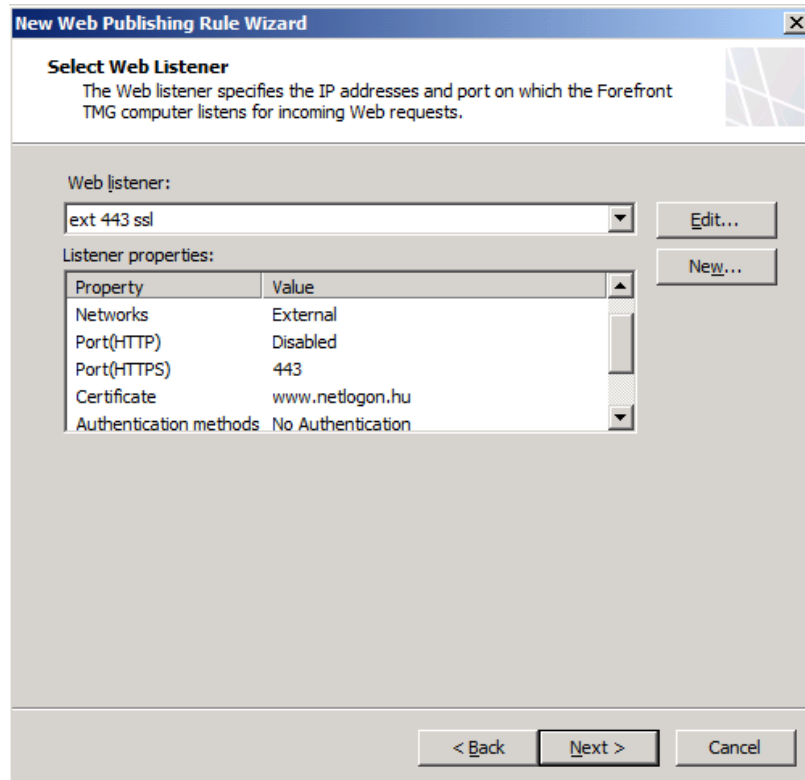 New Web Publishing Rule Wizard
Select Web Listener
The Web listener specifies the IP addresses and port on which the Forefront
TMG computer listens for incoming Web requests.
Web listener:
ext 443 ssl
Edit...
Listener properties:
New...
Property Value
Networks External
Port(HTTP) Disabled
Port(HTTPS) 443
Certificate www.netlogon.hu
Authentication methods No Authentication
< Back
Next >
Cancel